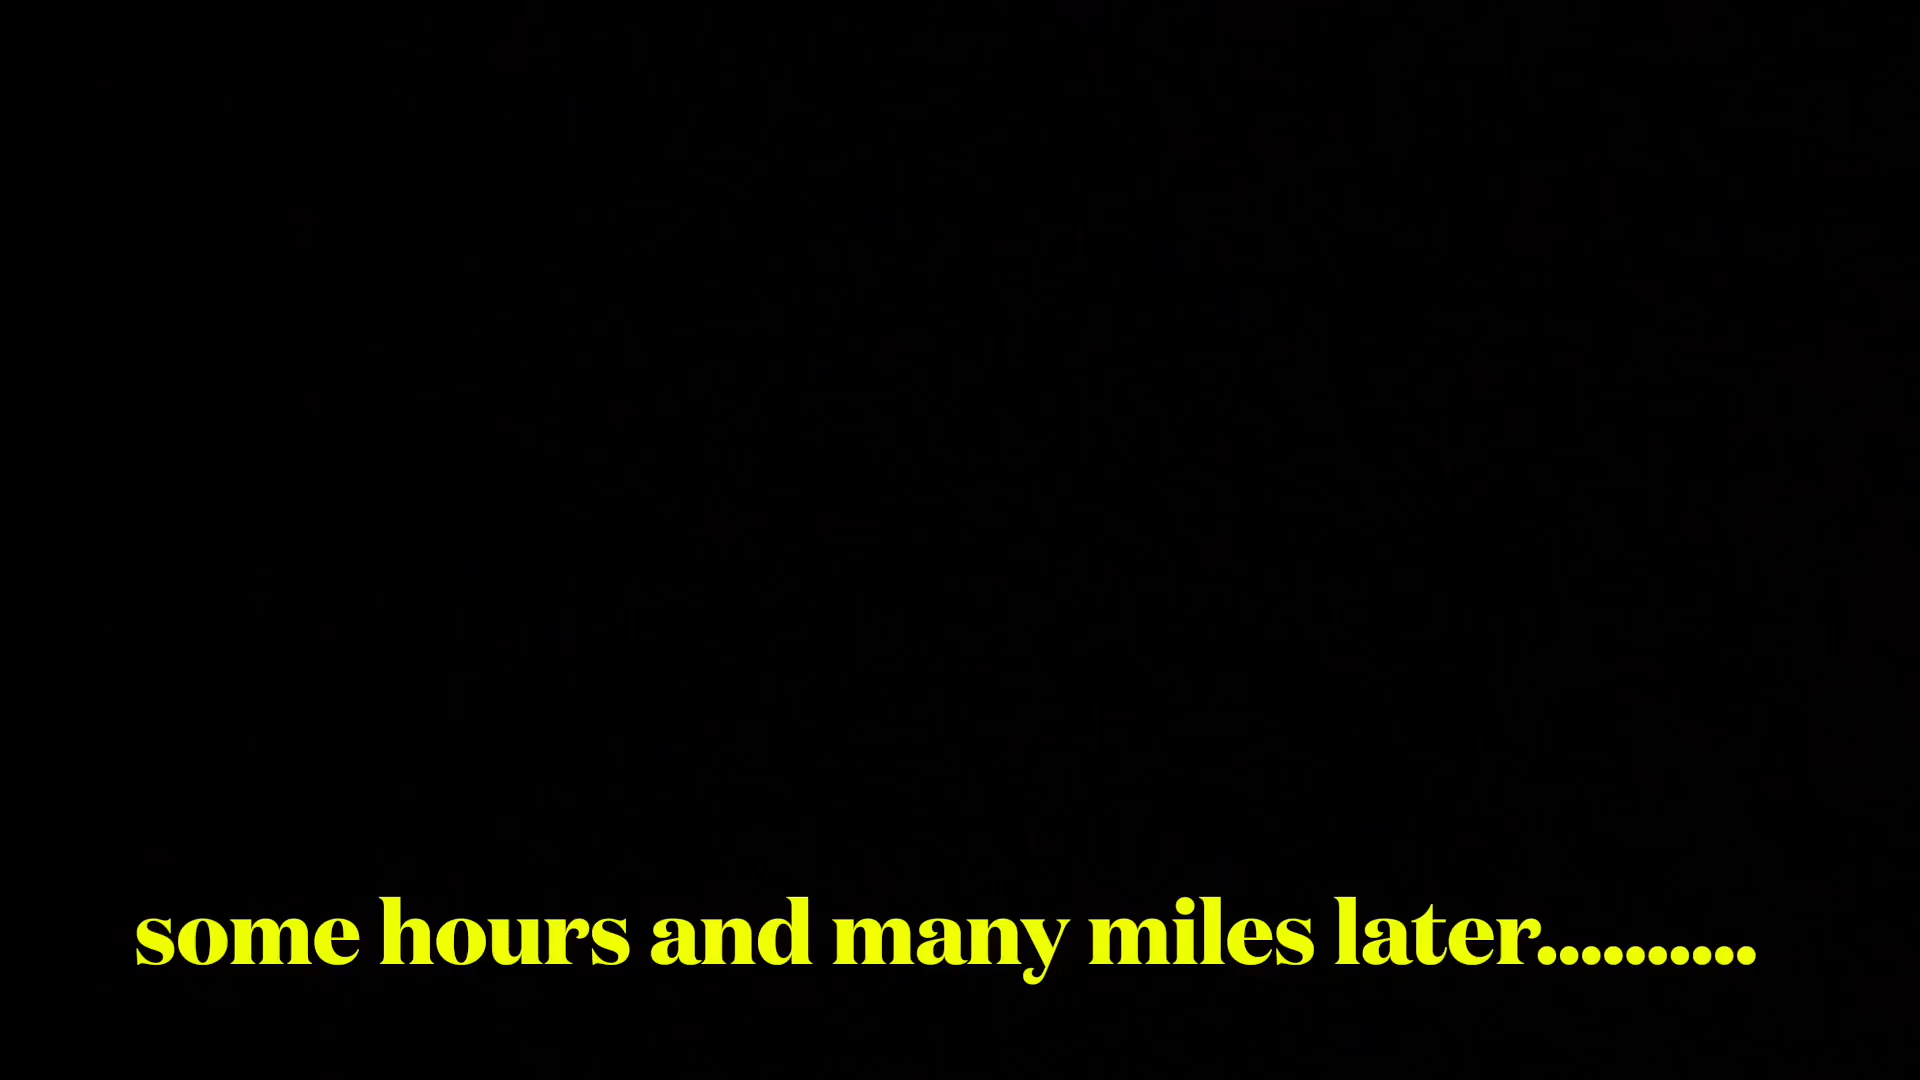 some hours and many miles later..........